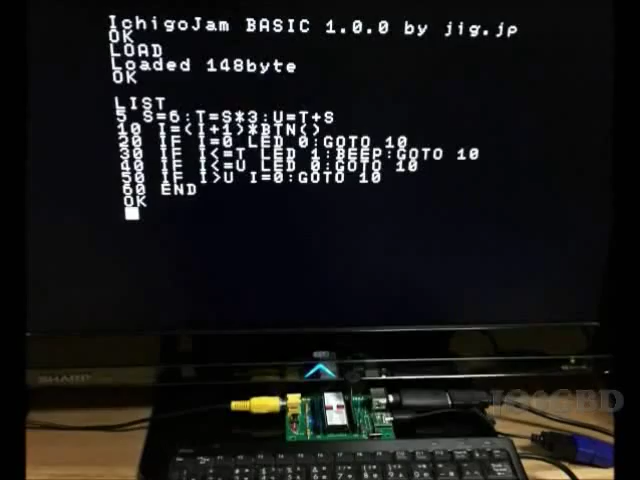 IchigoJam BASIC 1.0.0 by jig.jp
OK
LOAD
Loaded 148byte
OK
LIST
5 S=6:T=S*3:U=T+S
10 I=(I+1)*BTN()
20 IF I=0 LED 0:GOTO 10
30 IF I<=T LED 1:BEEP:GOTO 10
40 IF I<=U LED 0:GOTO 10
50 IF I>U I=0:GOTO 10
60 END
OK
SHARP